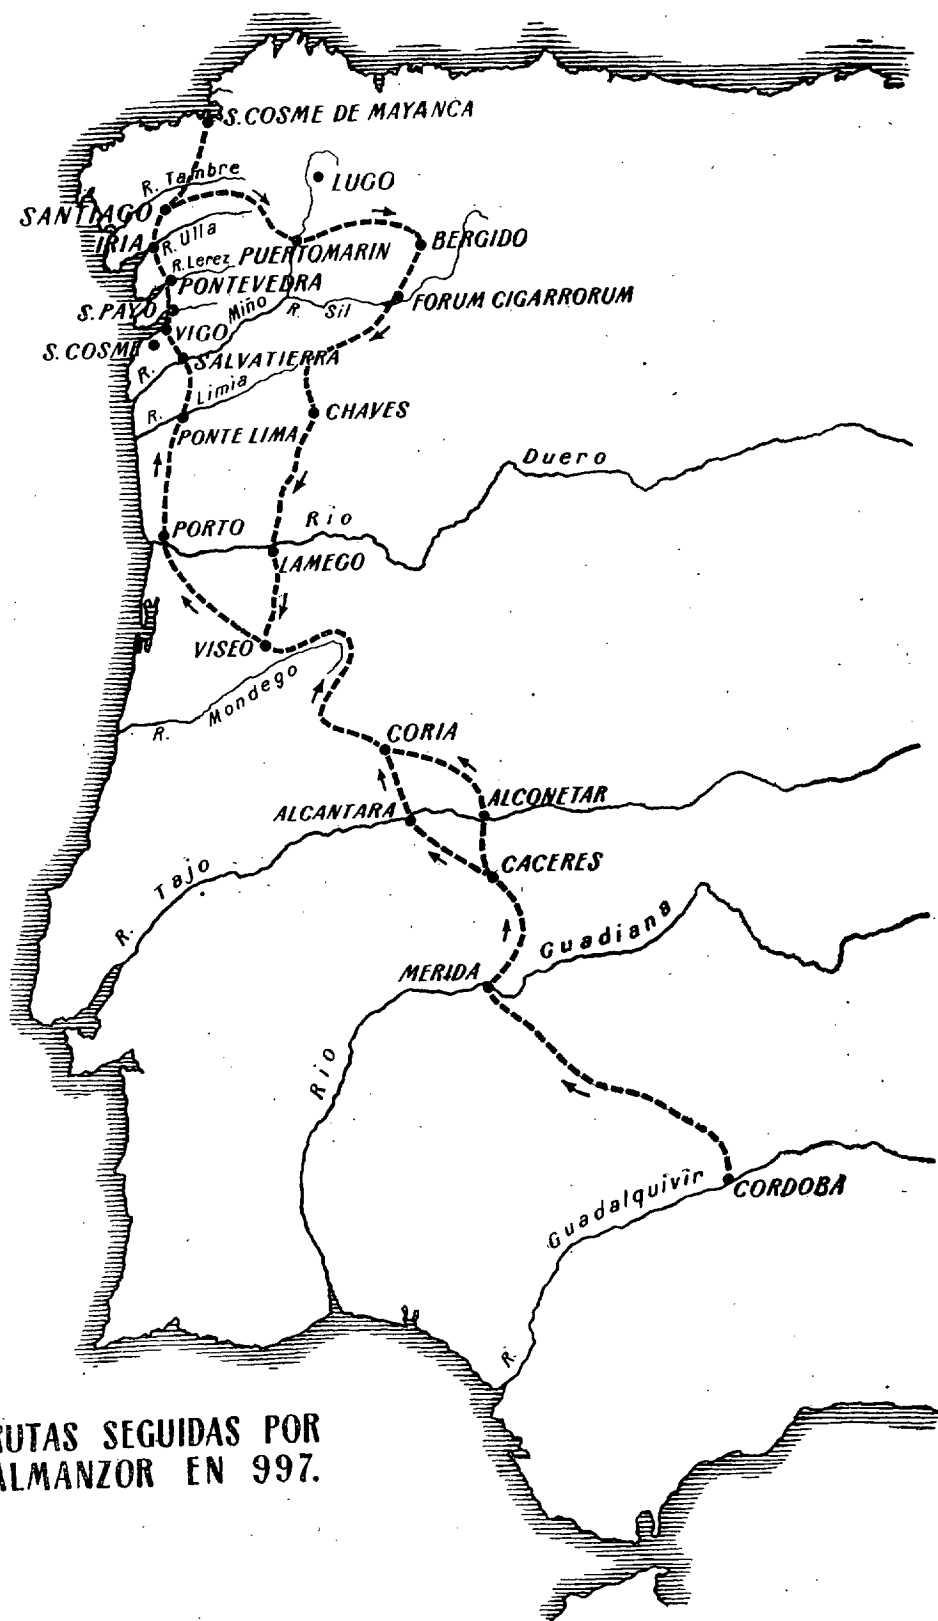 S. COSME DE MAYANCA
R. Tambre
LUGO
SANTIAGO
IRIA
R. Ulla
PUERTOMARIN
BERGIDO
R. Lerez
PONTEVEDRA
S. PAYO
Miño
R. Sil
FORUM CIGARRORUM
VIGO
S. COSME
SALVATIERRA
R.
R. Limia
CHAVES
PONTE LIMA
Duero
PORTO
Rio
LAMEGO
VISEO
R. Mondego
CORIA
ALCANTARA
ALCONETAR
CACERES
R. Tajo
Guadiana
MERIDA
Rio
Guadalquivir
CORDOBA
R.
RUTAS SEGUIDAS POR
ALMANZOR EN 997.